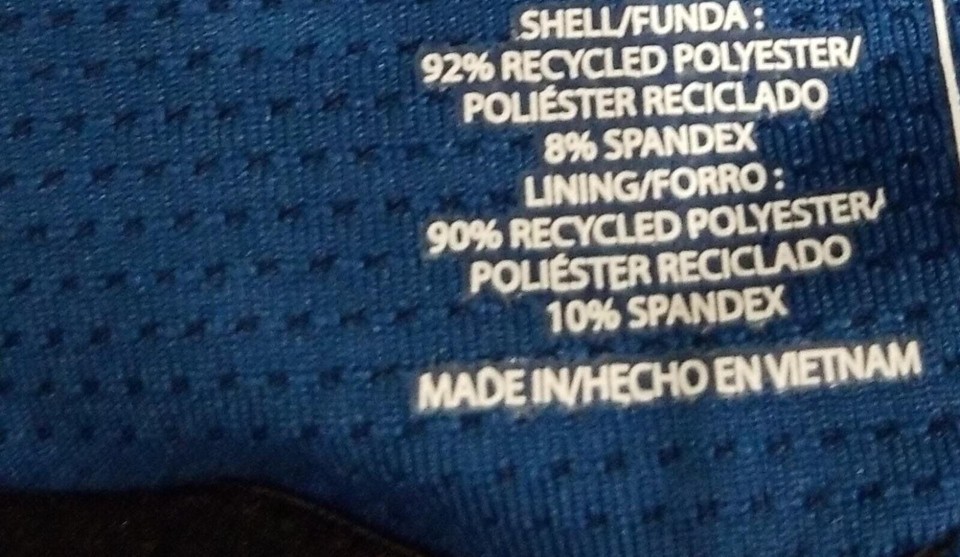 SHELL/FUNDA :
92% RECYCLED POLYESTER/
POLIÉSTER RECICLADO
8% SPANDEX
LINING/FORRO :
90% RECYCLED POLYESTER/
POLIÉSTER RECICLADO
10% SPANDEX
MADE IN/HECHO EN VIETNAM